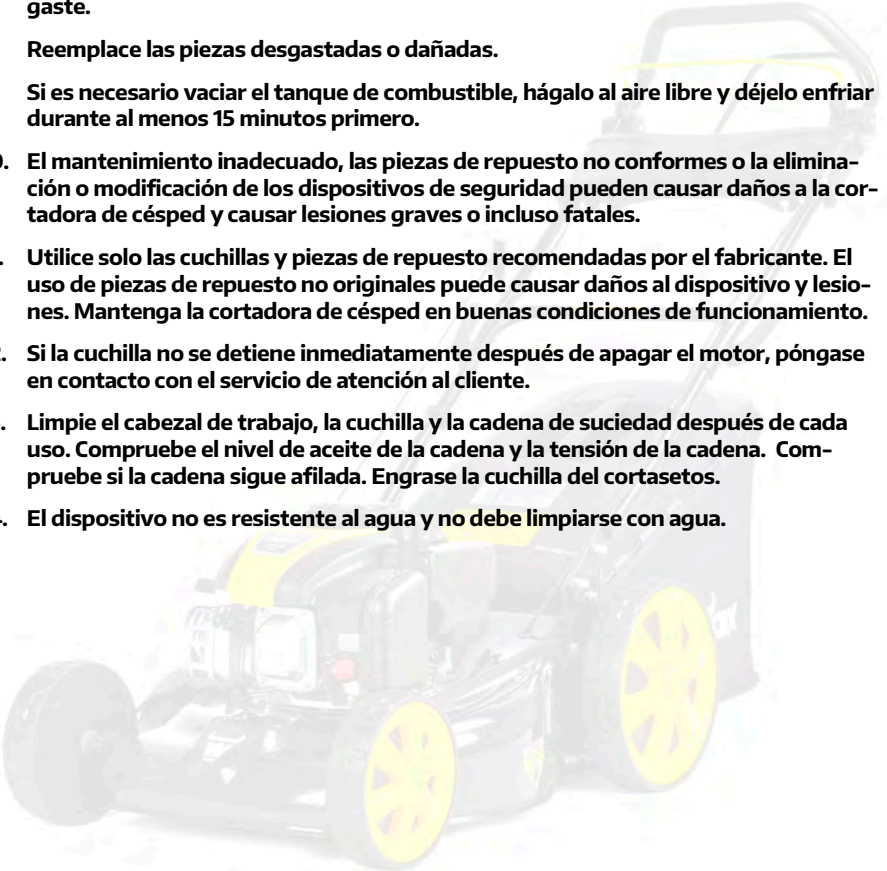 gaste.
Reemplace las piezas desgastadas o dañadas.
Si es necesario vaciar el tanque de combustible, hágalo al aire libre y déjelo enfriar
durante al menos 15 minutos primero.
0. El mantenimiento inadecuado, las piezas de repuesto no conformes o la elimina-
ción o modificación de los dispositivos de seguridad pueden causar daños a la cor-
tadora de césped y causar lesiones graves o incluso fatales.
. Utilice solo las cuchillas y piezas de repuesto recomendadas por el fabricante. El
uso de piezas de repuesto no originales puede causar daños al dispositivo y lesio-
nes. Mantenga la cortadora de césped en buenas condiciones de funcionamiento.
. Si la cuchilla no se detiene inmediatamente después de apagar el motor, póngase
en contacto con el servicio de atención al cliente.
. Limpie el cabezal de trabajo, la cuchilla y la cadena de suciedad después de cada
uso. Compruebe el nivel de aceite de la cadena y la tensión de la cadena. Com-
pruebe si la cadena sigue afilada. Engrase la cuchilla del cortasetos.
. El dispositivo no es resistente al agua y no debe limpiarse con agua.